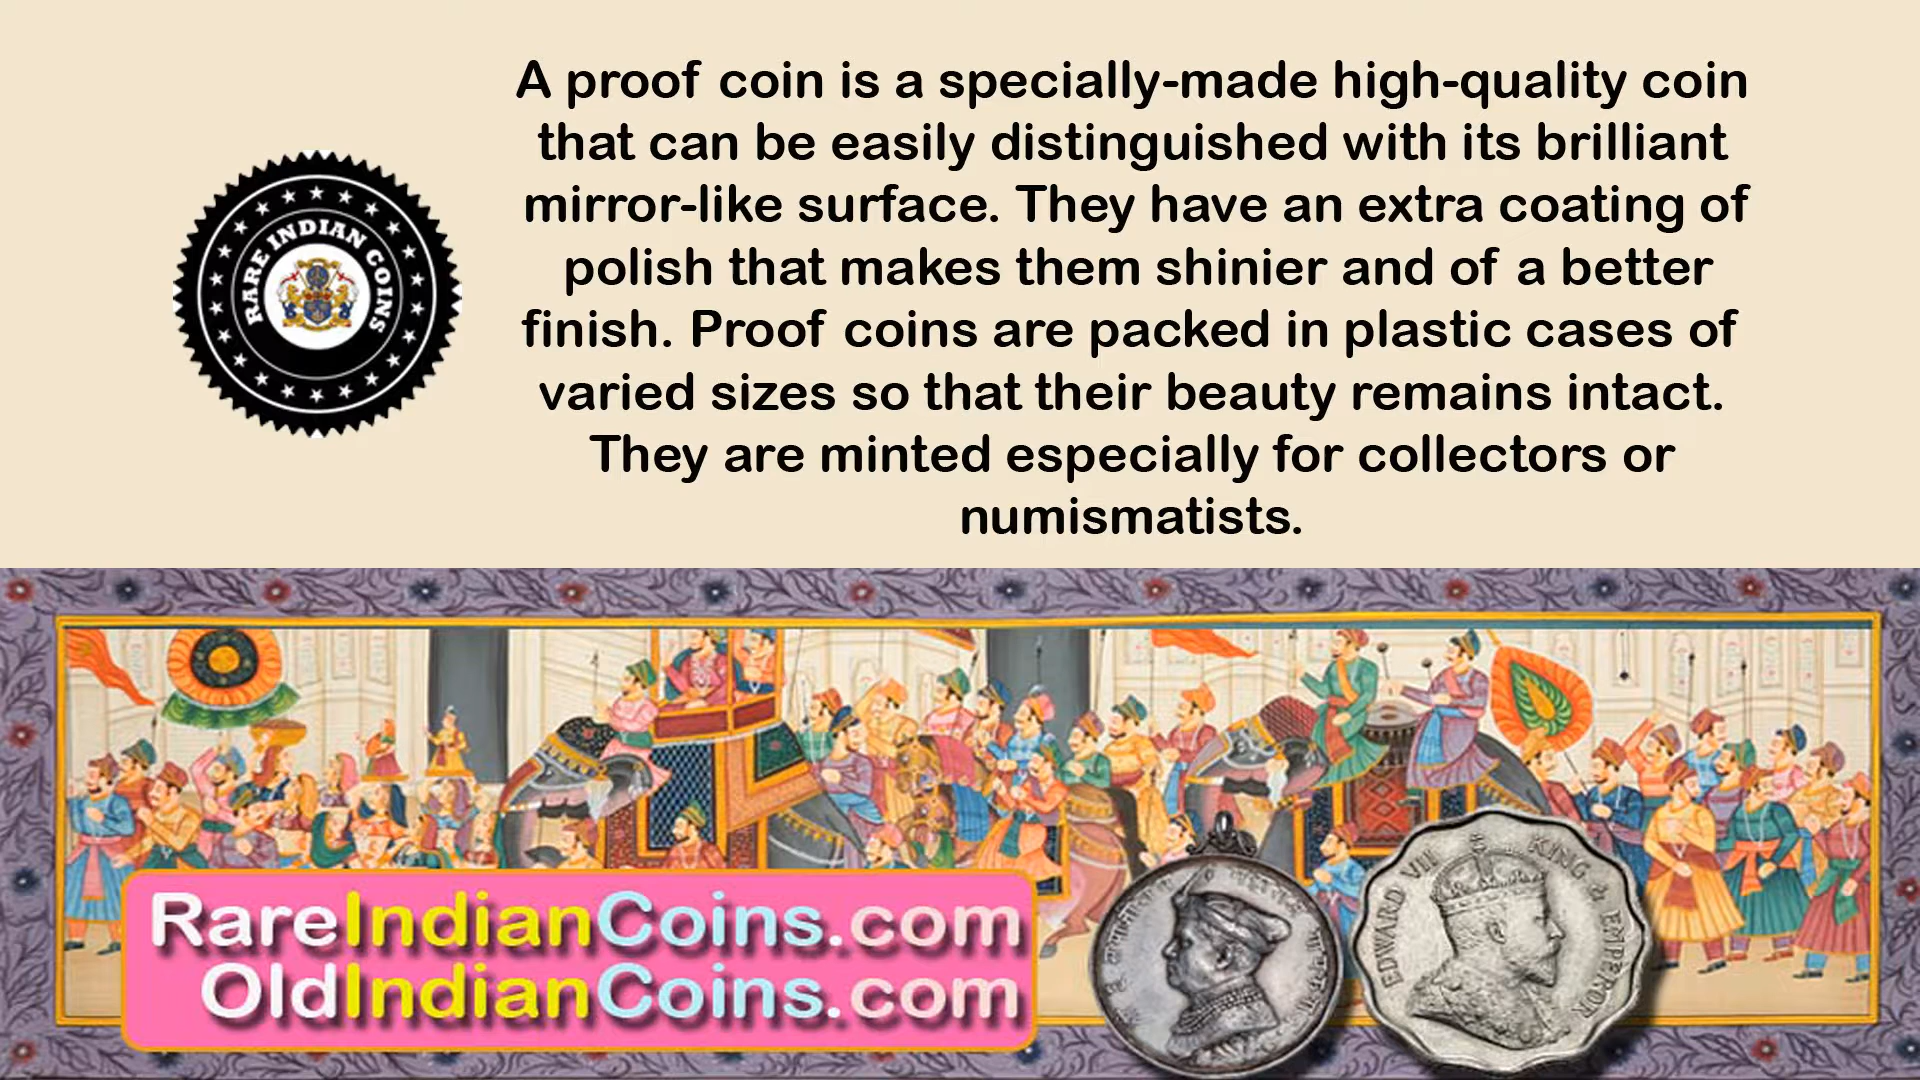 A proof coin is a specially-made high-quality coin
that can be easily distinguished with its brilliant
mirror-like surface. They have an extra coating of
polish that makes them shinier and of a better
finish. Proof coins are packed in plastic cases of
varied sizes so that their beauty remains intact.
They are minted especially for collectors or
numismatists.
RARE INDIAN COINS
RareIndianCoins.com
OldIndianCoins.com
EDWARD VII KING & EMPEROR